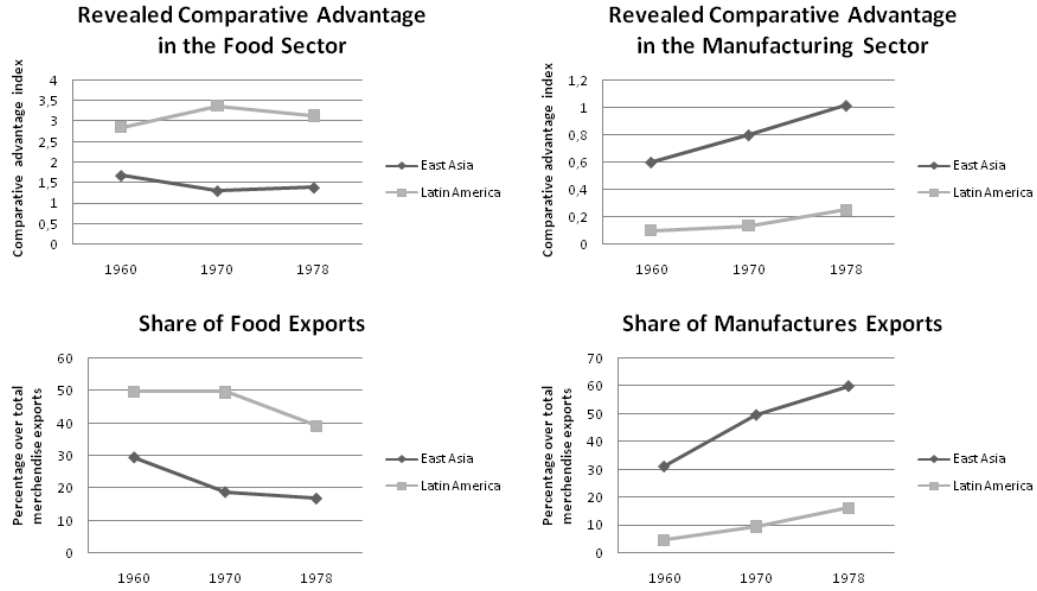 Revealed Comparative Advantage
in the Food Sector
Comparative advantage index
4
3,5
3
2,5
2
1,5
1
0,5
0
1960 1970 1978
East Asia
Latin America
Revealed Comparative Advantage
in the Manufacturing Sector
Comparative advantage index
1,2
1
0,8
0,6
0,4
0,2
0
1960 1970 1978
East Asia
Latin America
Share of Food Exports
Percentage over total
merchendise exports
60
50
40
30
20
10
0
1960 1970 1978
East Asia
Latin America
Share of Manufactures Exports
Percentage over total
merchendise exports
70
60
50
40
30
20
10
0
1960 1970 1978
East Asia
Latin America